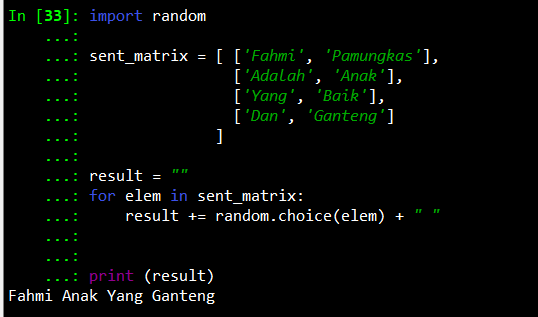 In [33]: import random
    ...:
    ...: sent_matrix = [ ['Fahmi', 'Pamungkas'],
    ...:                 ['Adalah', 'Anak'],
    ...:                 ['Yang', 'Baik'],
    ...:                 ['Dan', 'Ganteng']
    ...:               ]
    ...:
    ...: result = ""
    ...: for elem in sent_matrix:
    ...:     result += random.choice(elem) + " "
    ...:
    ...:
    ...: print (result)
Fahmi Anak Yang Ganteng